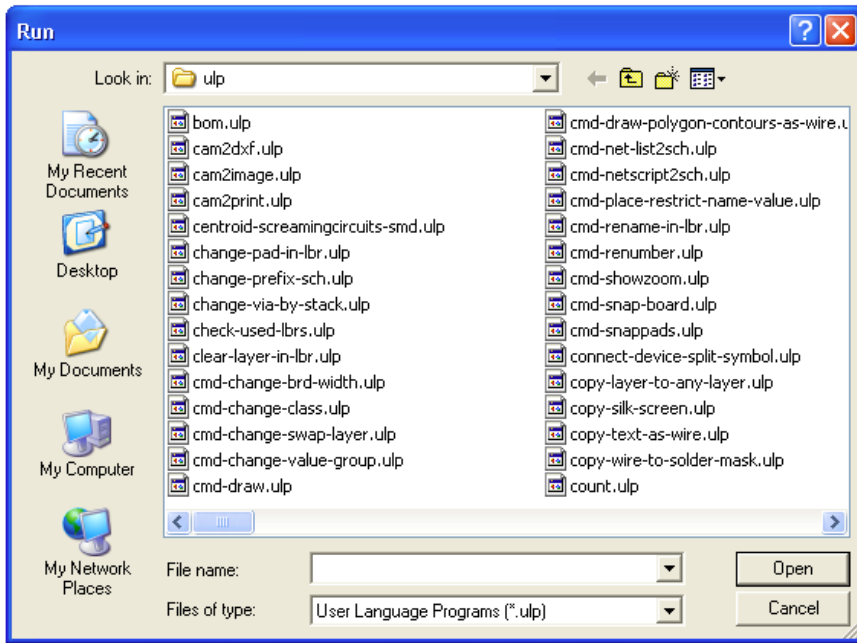 Run
Look in:
ulp
My Recent
Documents
Desktop
My Documents
My Computer
My Network
Places
bom.ulp
cam2dxf.ulp
cam2image.ulp
cam2print.ulp
centroid-screamingcircuits-smd.ulp
change-pad-in-lbr.ulp
change-prefix-sch.ulp
change-via-by-stack.ulp
check-used-lbrs.ulp
clear-layer-in-lbr.ulp
cmd-change-brd-width.ulp
cmd-change-class.ulp
cmd-change-swap-layer.ulp
cmd-change-value-group.ulp
cmd-draw.ulp
cmd-draw-polygon-contours-as-wire.u
cmd-net-list2sch.ulp
cmd-netscript2sch.ulp
cmd-place-restrict-name-value.ulp
cmd-rename-in-lbr.ulp
cmd-renumber.ulp
cmd-showzoom.ulp
cmd-snap-board.ulp
cmd-snappads.ulp
connect-device-split-symbol.ulp
copy-layer-to-any-layer.ulp
copy-silk-screen.ulp
copy-text-as-wire.ulp
copy-wire-to-solder-mask.ulp
count.ulp
File name:
Open
Files of type:
User Language Programs (*.ulp)
Cancel